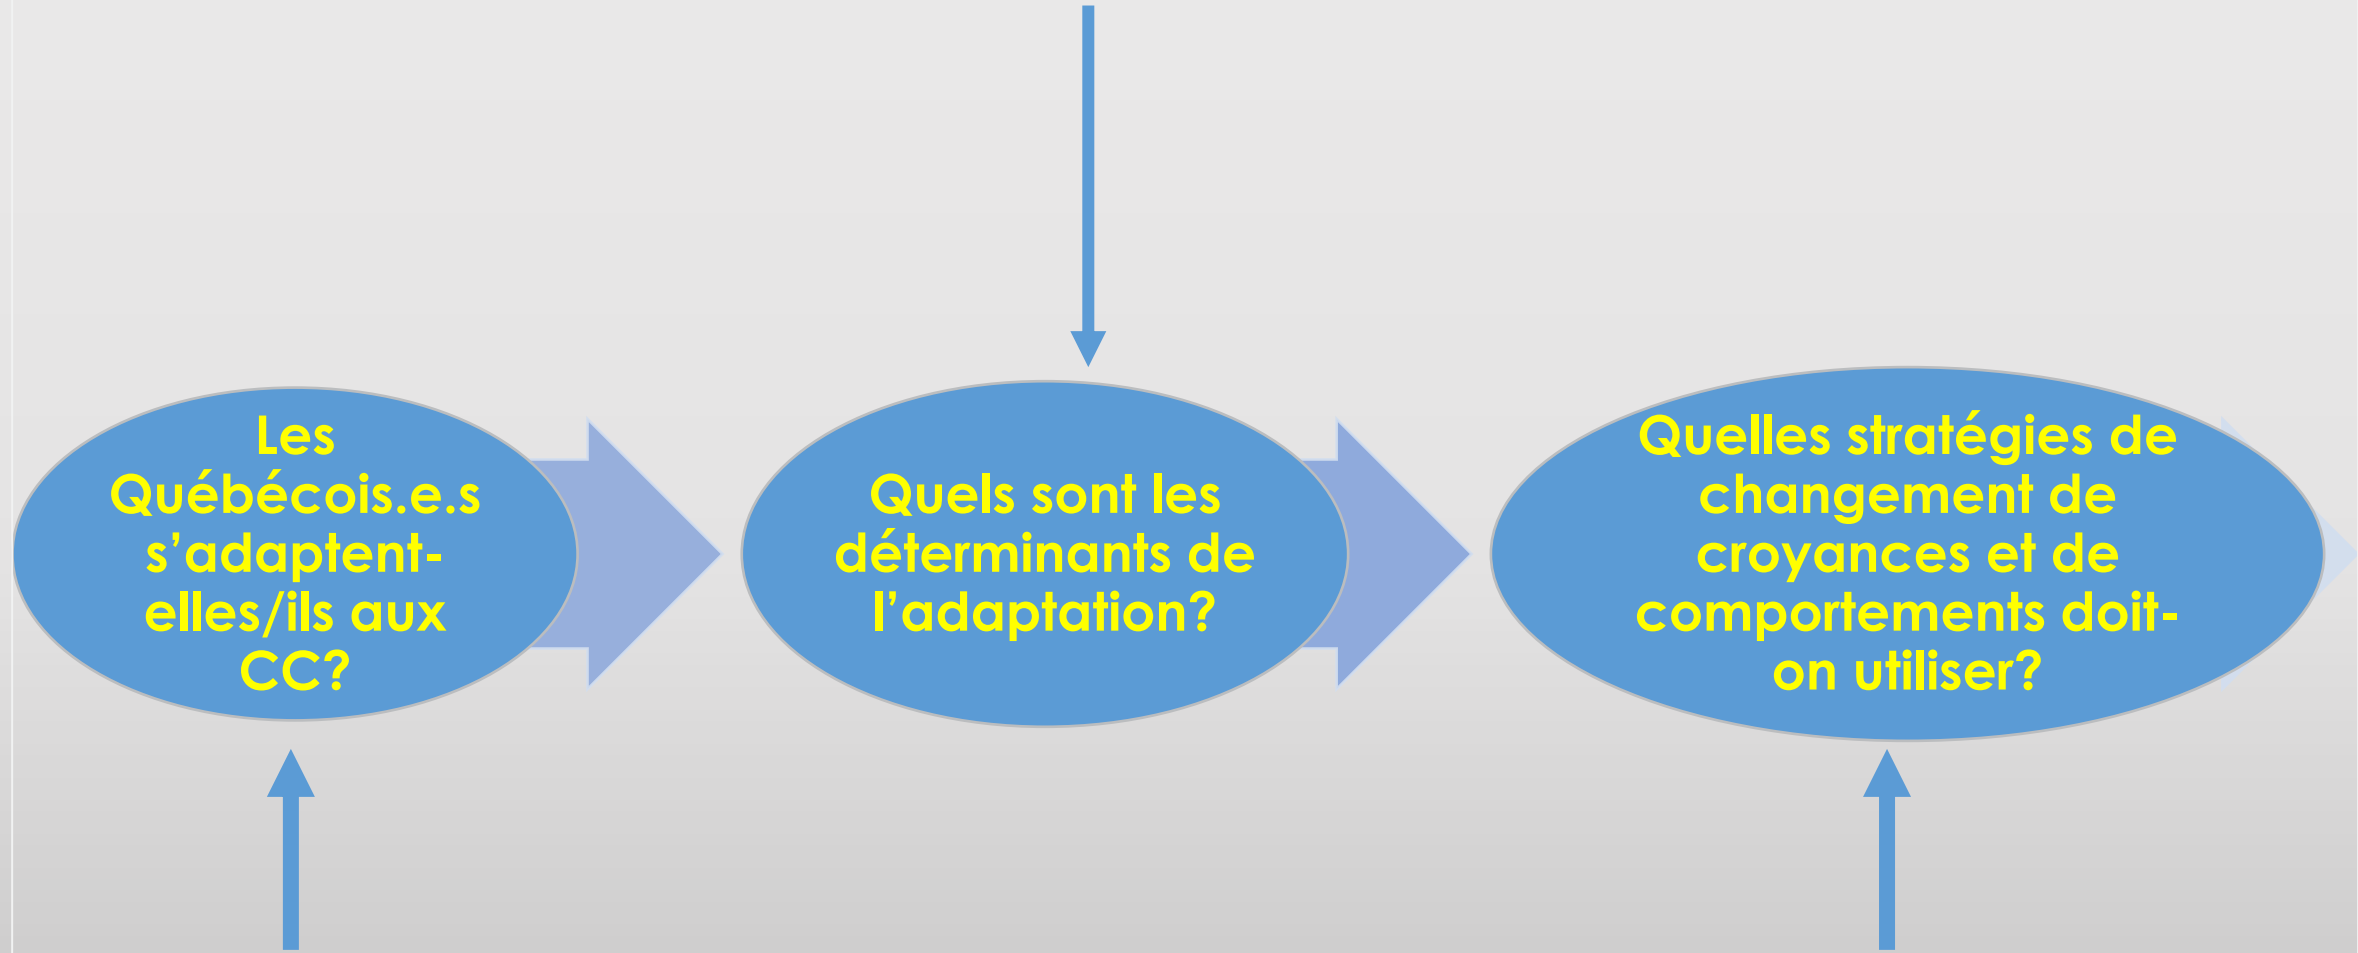 Les
Québécois.e.s
s’adaptent-
elles/ils aux
CC?
Quels sont les
déterminants de
l’adaptation?
Quelles stratégies de
changement de
croyances et de
comportements doit-
on utiliser?